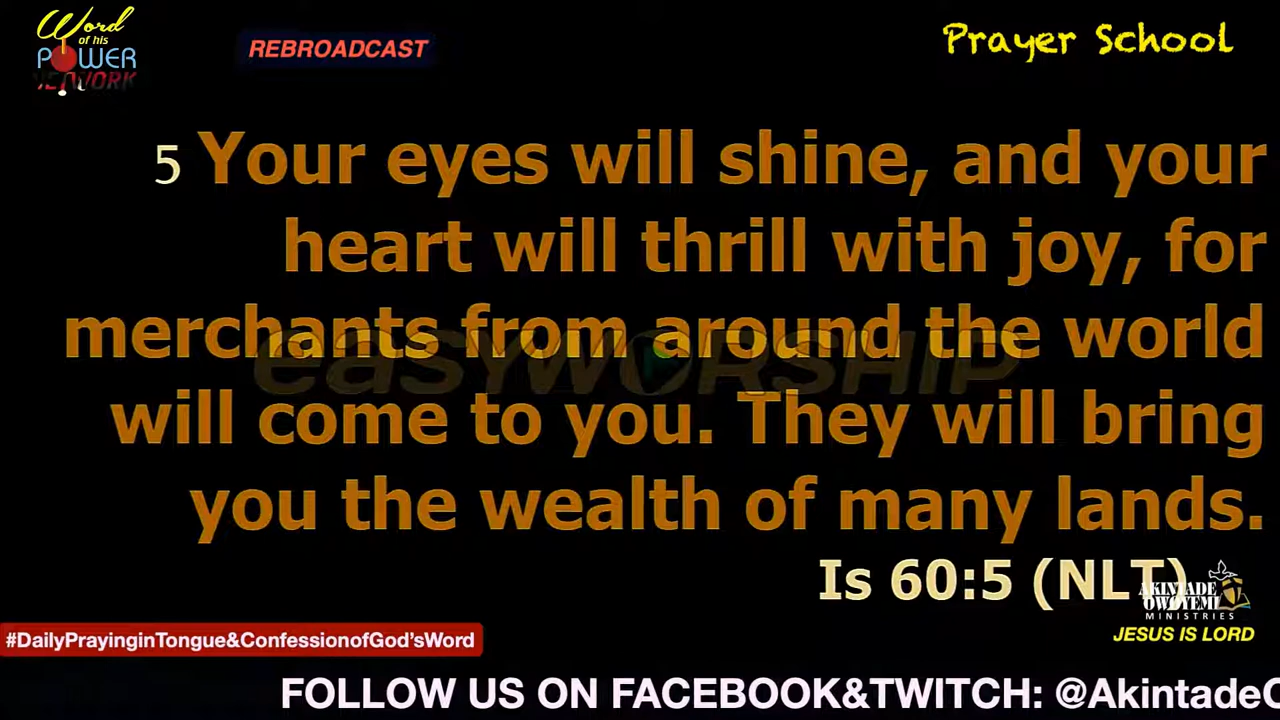 Word
of his
POWER
NETWORK
REBROADCAST
Prayer School
5 Your eyes will shine, and your
heart will thrill with joy, for
merchants from around the world
will come to you. They will bring
you the wealth of many lands.
easyworship
Is 60:5 (NLT)
AKINTADE
OWOYEMI
MINISTRIES
JESUS IS LORD
#DailyPrayinginTongue&ConfessionofGod'sWord
FOLLOW US ON FACEBOOK&TWITCH: @AkintadeO